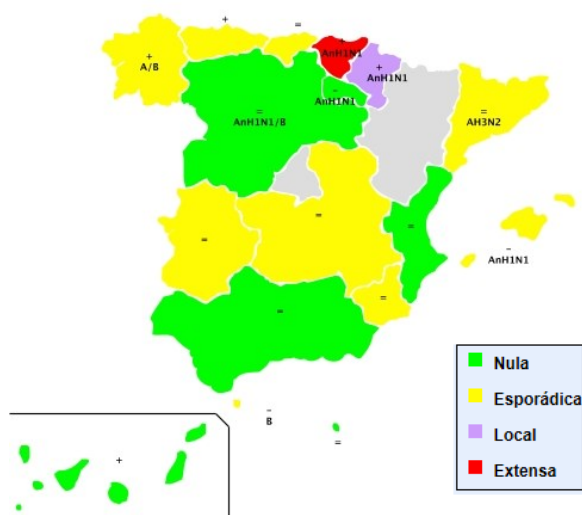 +
=
+
A/B
+
AnH1N1
+
AnH1N1
=
AnH1N1/B
-
AnH1N1
=
AH3N2
=
=
=
-
AnH1N1
=
=
-
B
=
+
Nula
Esporádica
Local
Extensa